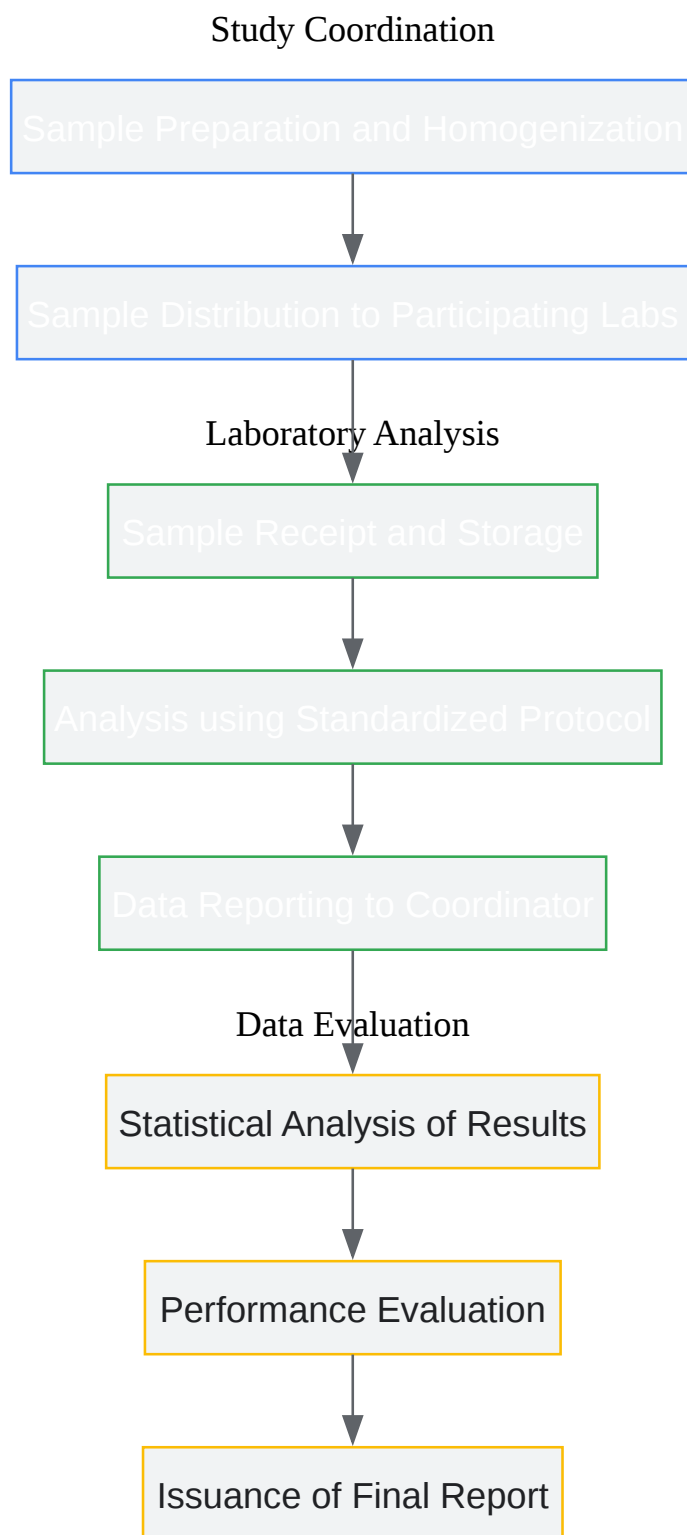 Study Coordination
Sample Preparation and Homogenization
Sample Distribution to Participating Labs
Laboratory Analysis
Sample Receipt and Storage
Analysis using Standardized Protocol
Data Reporting to Coordinator
Data Evaluation
Statistical Analysis of Results
Performance Evaluation
Issuance of Final Report